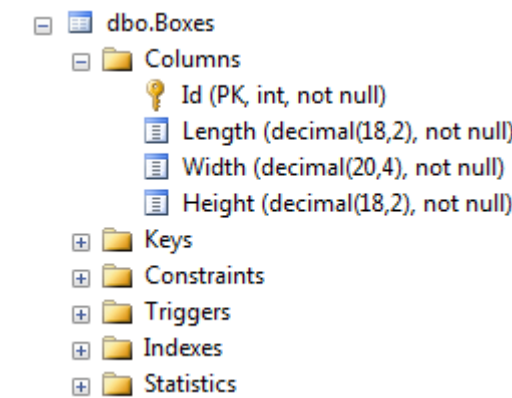 dbo.Boxes
Columns
Id (PK, int, not null)
Length (decimal(18,2), not null)
Width (decimal(20,4), not null)
Height (decimal(18,2), not null)
Keys
Constraints
Triggers
Indexes
Statistics